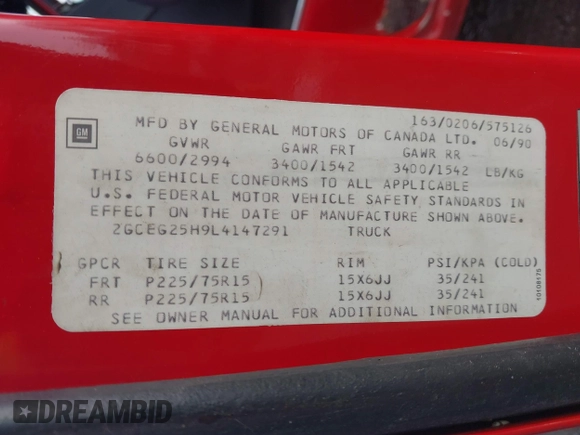 163/0206/575126
GM MFD BY GENERAL MOTORS OF CANADA LTD. 06/90
GVWR GAWR FRT GAWR RR
6600/2994 3400/1542 3400/1542 LB/KG
THIS VEHICLE CONFORMS TO ALL APPLICABLE
U.S. FEDERAL MOTOR VEHICLE SAFETY STANDARDS IN
EFFECT ON THE DATE OF MANUFACTURE SHOWN ABOVE.
2GCEG25H9L4147291 TRUCK
GPCR TIRE SIZE RIM PSI/KPA (COLD)
FRT P225/75R15 15X6JJ 35/241
RR P225/75R15 15X6JJ 35/241
SEE OWNER MANUAL FOR ADDITIONAL INFORMATION
10108175
DREAMBID